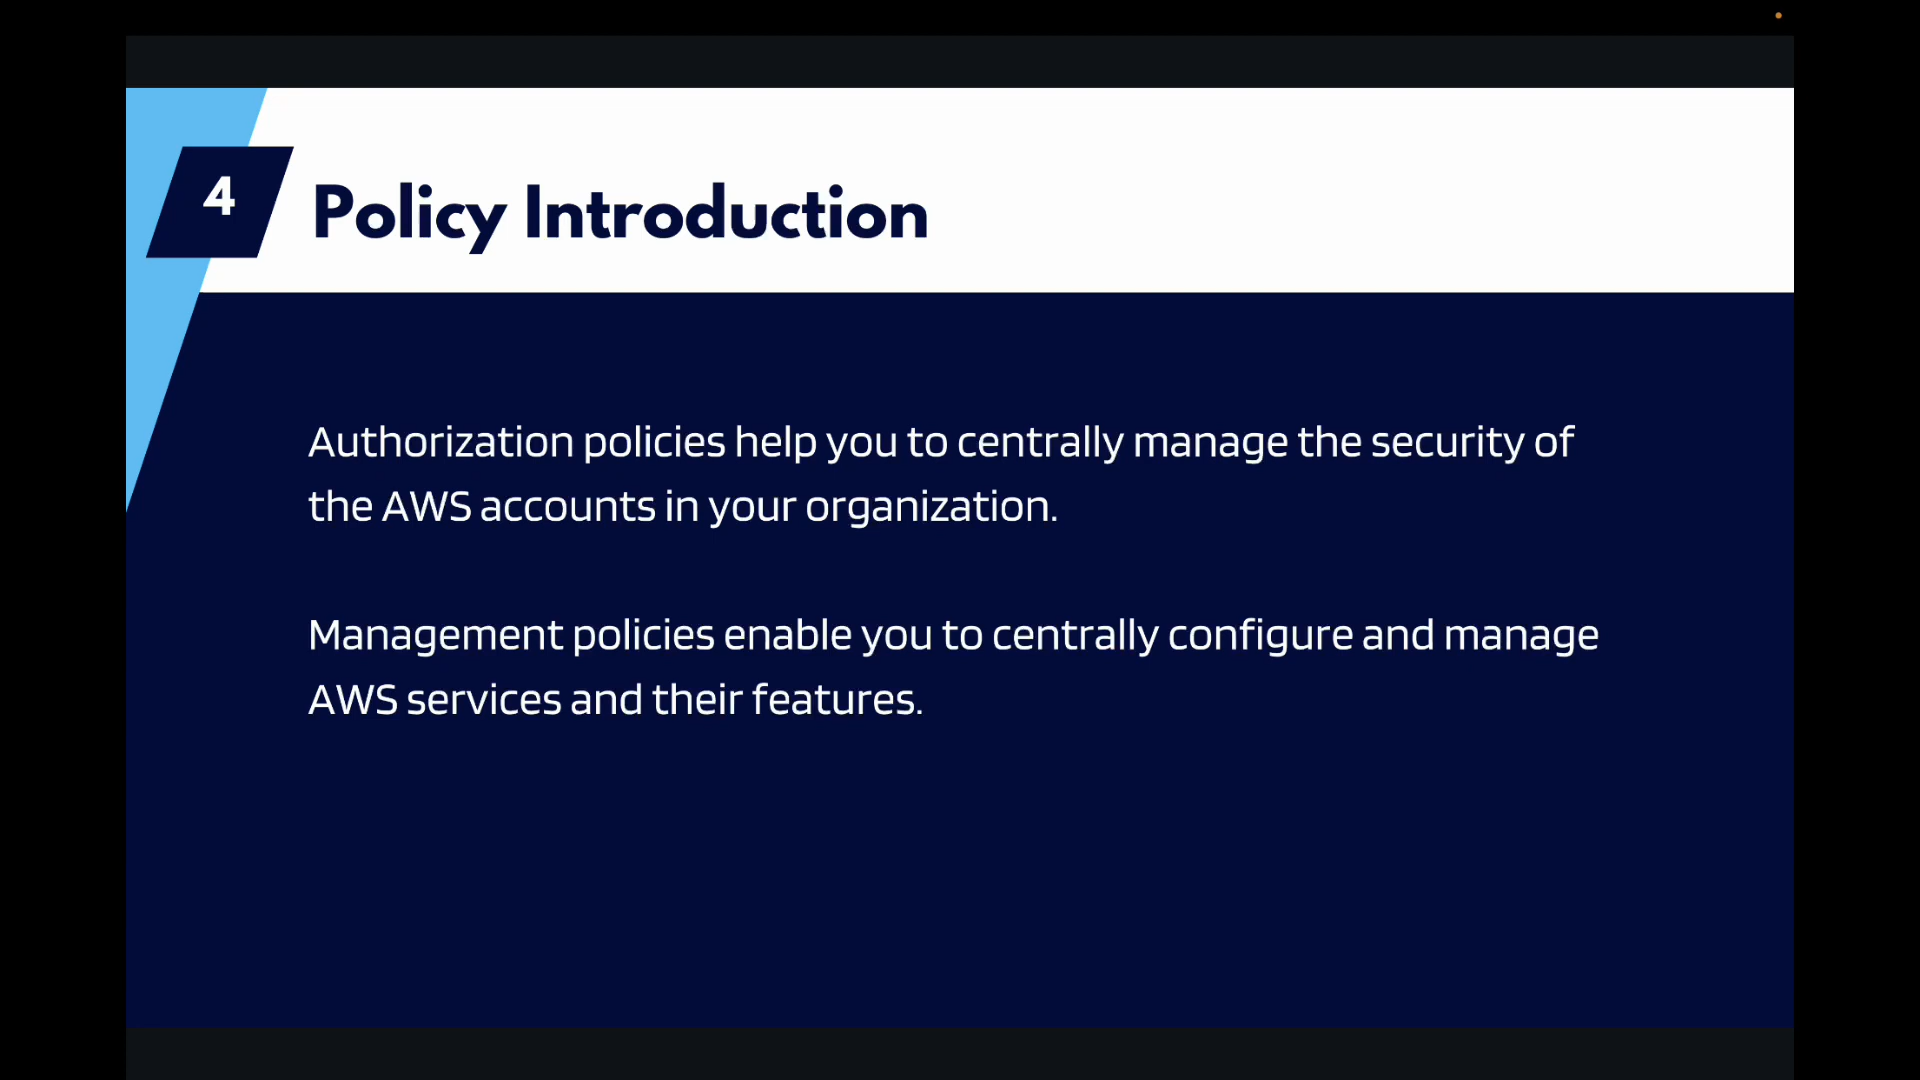 4
Policy Introduction
Authorization policies help you to centrally manage the security of
the AWS accounts in your organization.
Management policies enable you to centrally configure and manage
AWS services and their features.